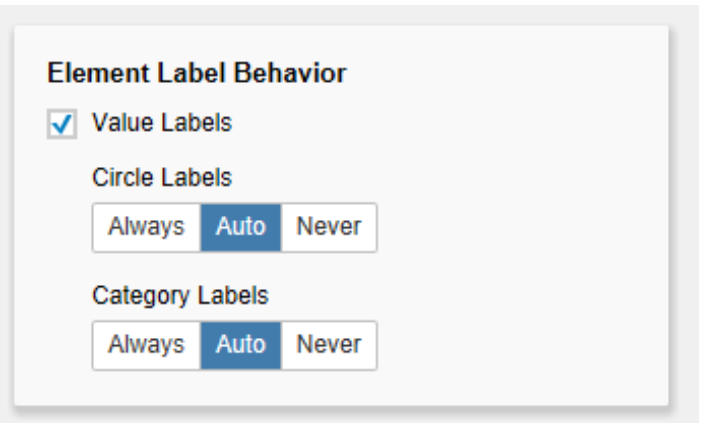 Element Label Behavior
Value Labels
Circle Labels
Always Auto Never
Category Labels
Always Auto Never